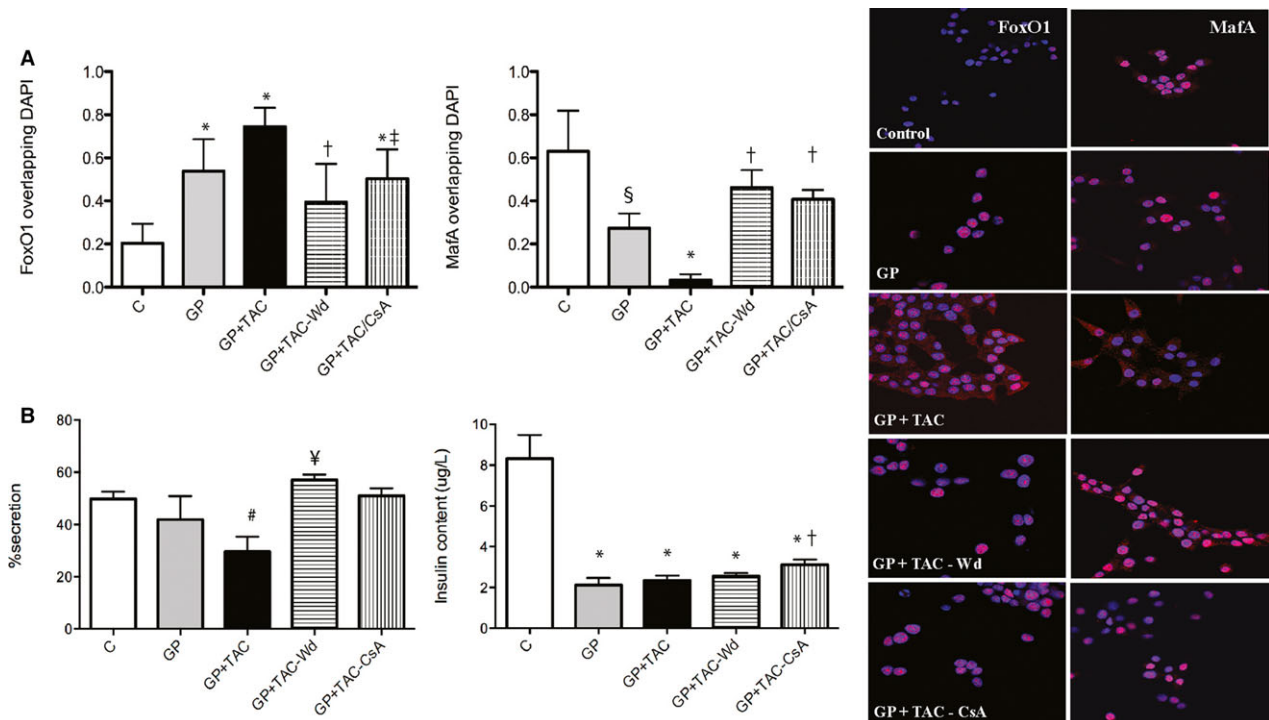 A
FoxO1 overlapping DAPI
1.0
0.8
0.6
0.4
0.2
0.0
*
*
†
*‡
C
GP
GP+TAC
GP+TAC-Wd
GP+TAC/CsA
MafA overlapping DAPI
1.0
0.8
0.6
0.4
0.2
0.0
§
*
†
†
C
GP
GP+TAC
GP+TAC-Wd
GP+TAC/CsA
B
%secretion
80
60
40
20
0
#
¥
C
GP
GP+TAC
GP+TAC-Wd
GP+TAC-CsA
Insulin content (ug/L)
10
8
6
4
2
0
*
*
*
*†
C
GP
GP+TAC
GP+TAC-Wd
GP+TAC-CsA
FoxO1
MafA
Control
GP
GP + TAC
GP + TAC - Wd
GP + TAC - CsA